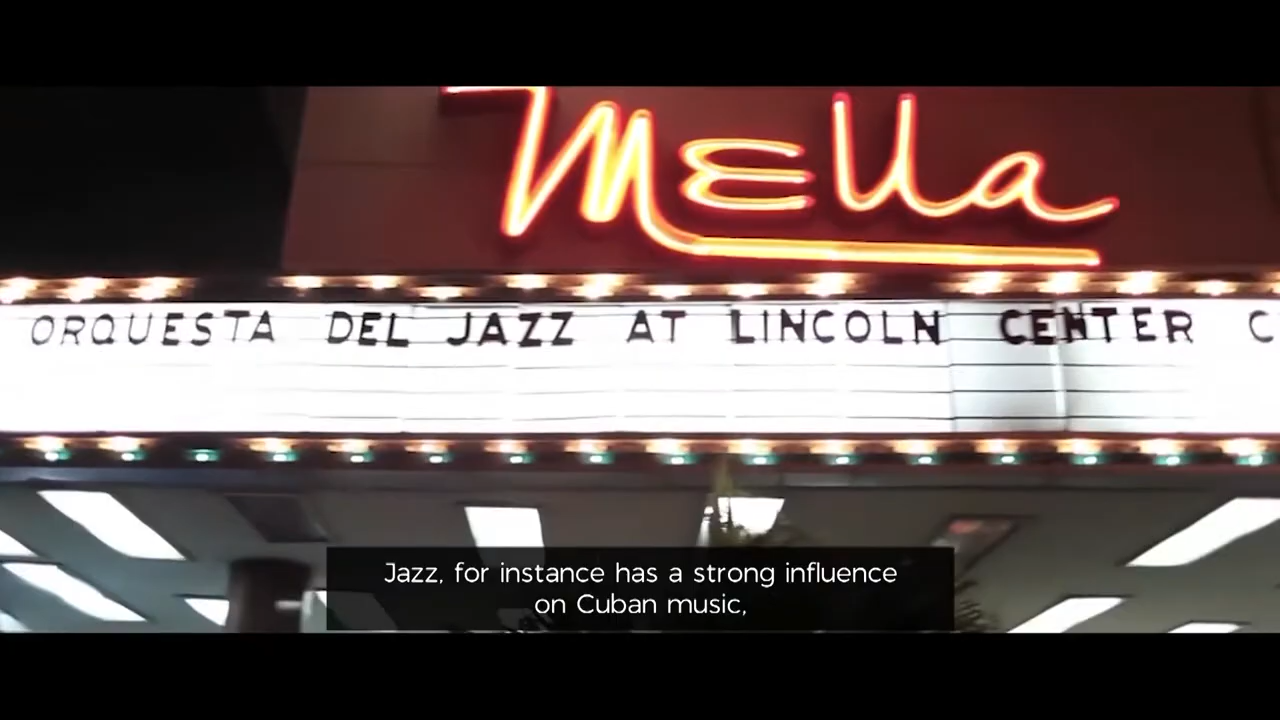 Mella
ORQUESTA DEL JAZZ AT LINCOLN CENTER C
Jazz, for instance has a strong influence
on Cuban music,